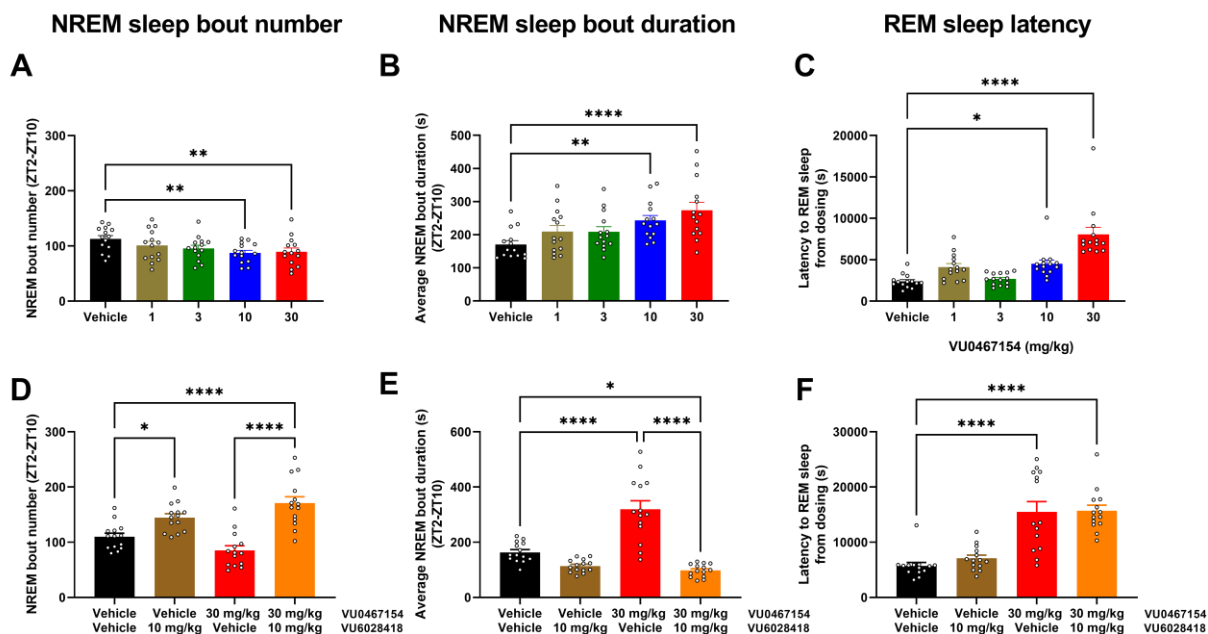 NREM sleep bout number
NREM sleep bout duration
REM sleep latency
A
NREM bout number (ZT2-ZT10)
300
200
100
0
**
**
Vehicle 1 3 10 30
B
Average NREM bout duration (s)
(ZT2-ZT10)
500
400
300
200
100
0
****
**
Vehicle 1 3 10 30
C
Latency to REM sleep
from dosing (s)
20000
15000
10000
5000
0
****
*
Vehicle 1 3 10 30
VU0467154 (mg/kg)
D
NREM bout number (ZT2-ZT10)
300
200
100
0
****
* ****
Vehicle Vehicle 30 mg/kg 30 mg/kg VU0467154
Vehicle 10 mg/kg Vehicle 10 mg/kg VU6028418
E
Average NREM bout duration (s)
(ZT2-ZT10)
600
400
200
0
*
**** ****
Vehicle Vehicle 30 mg/kg 30 mg/kg VU0467154
Vehicle 10 mg/kg Vehicle 10 mg/kg VU6028418
F
Latency to REM sleep
from dosing (s)
30000
20000
10000
0
****
****
Vehicle Vehicle 30 mg/kg 30 mg/kg VU0467154
Vehicle 10 mg/kg Vehicle 10 mg/kg VU6028418